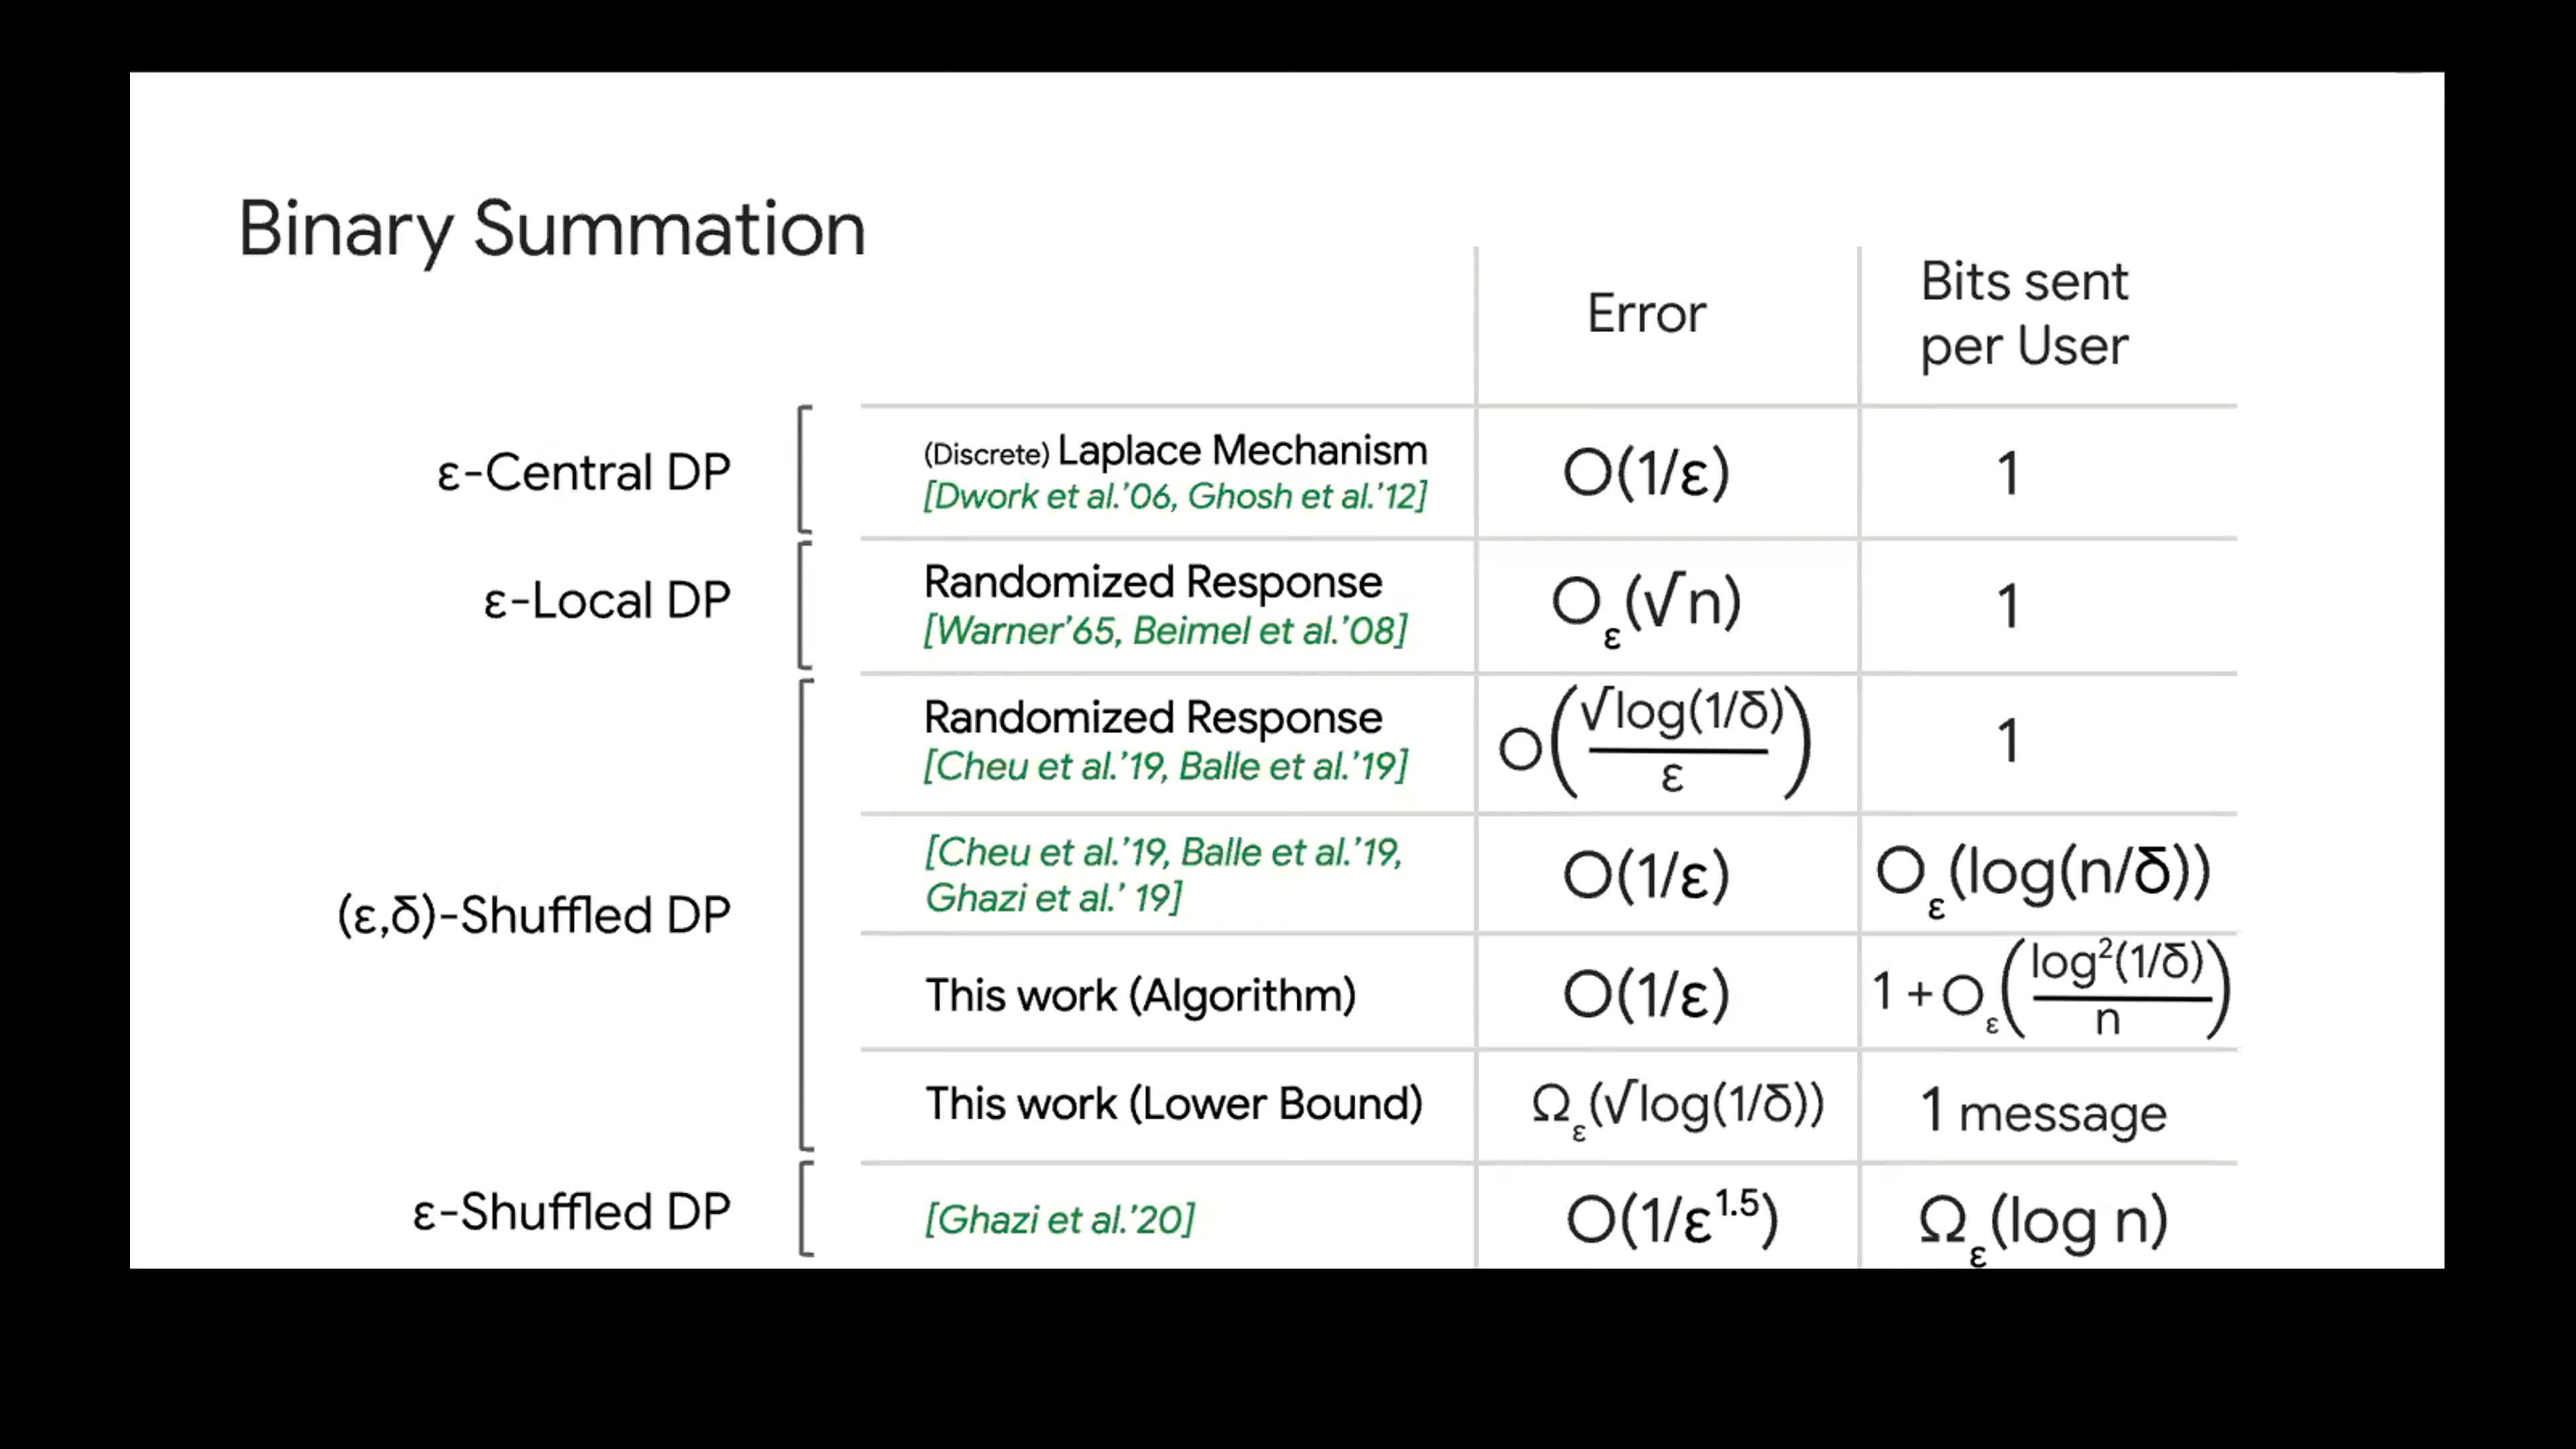 Binary Summation
Error
Bits sent
per User
ε-Central DP
(Discrete) Laplace Mechanism
[Dwork et al.’06, Ghosh et al.’12]
O(1/ε)
1
ε-Local DP
Randomized Response
[Warner’65, Beimel et al.’08]
Oε(√n)
1
(ε,δ)-Shuffled DP
Randomized Response
[Cheu et al.’19, Balle et al.’19]
O(√log(1/δ)/ε)
1
[Cheu et al.’19, Balle et al.’19,
Ghazi et al.’ 19]
O(1/ε)
Oε(log(n/δ))
This work (Algorithm)
O(1/ε)
1 + Oε(log²(1/δ)/n)
This work (Lower Bound)
Ωε(√log(1/δ))
1 message
ε-Shuffled DP
[Ghazi et al.’20]
O(1/ε^1.5)
Ωε(log n)